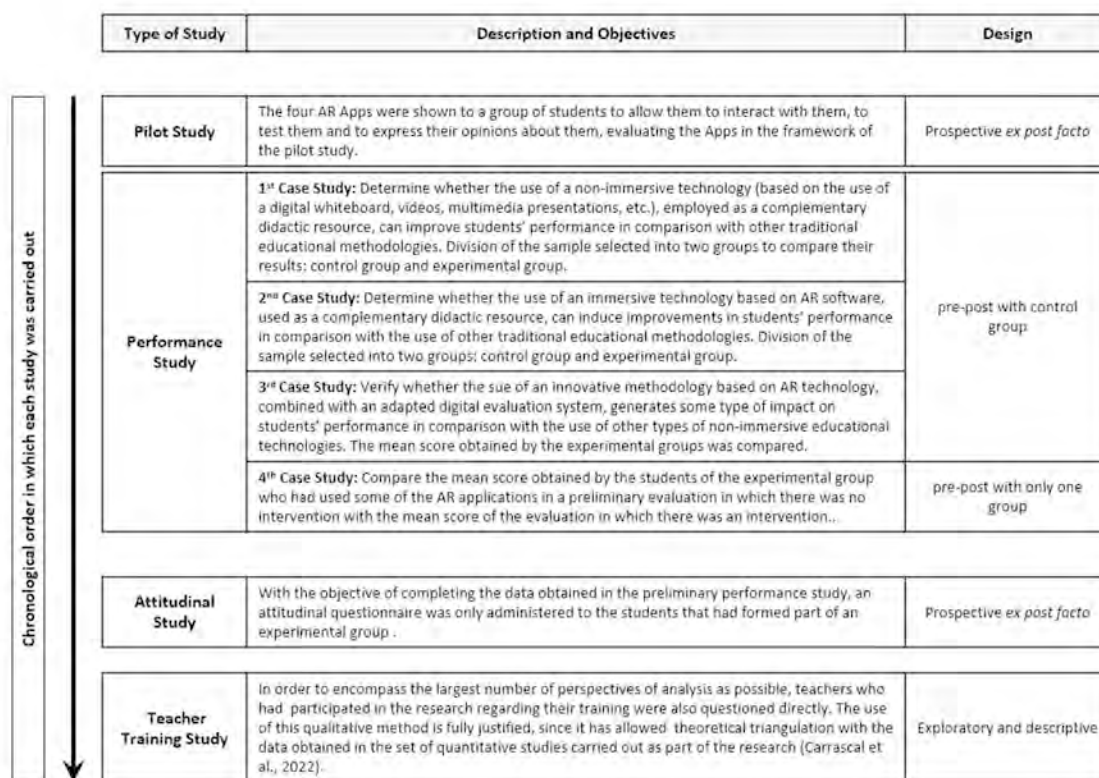 Type of Study
Description and Objectives
Design
Chronological order in which each study was carried out
Pilot Study
The four AR Apps were shown to a group of students to allow them to interact with them, to
test them and to express their opinions about them, evaluating the Apps in the framework of
the pilot study.
Prospective ex post facto
Performance
Study
1st Case Study: Determine whether the use of a non-immersive technology (based on the use of
a digital whiteboard, videos, multimedia presentations, etc.), employed as a complementary
didactic resource, can improve students' performance in comparison with other traditional
educational methodologies. Division of the sample selected into two groups to compare their
results: control group and experimental group.
2nd Case Study: Determine whether the use of an immersive technology based on AR software,
used as a complementary didactic resource, can induce improvements in students' performance
in comparison with the use of other traditional educational methodologies. Division of the
sample selected into two groups: control group and experimental group.
3rd Case Study: Verify whether the sue of an innovative methodology based on AR technology,
combined with an adapted digital evaluation system, generates some type of impact on
students' performance in comparison with the use of other types of non-immersive educational
technologies. The mean score obtained by the experimental groups was compared.
pre-post with control
group
4th Case Study: Compare the mean score obtained by the students of the experimental group
who had used some of the AR applications in a preliminary evaluation in which there was no
intervention with the mean score of the evaluation in which there was an intervention..
pre-post with only one
group
Attitudinal
Study
With the objective of completing the data obtained in the preliminary performance study, an
attitudinal questionnaire was only administered to the students that had formed part of an
experimental group .
Prospective ex post facto
Teacher
Training Study
In order to encompass the largest number of perspectives of analysis as possible, teachers who
had participated in the research regarding their training were also questioned directly. The use
of this qualitative method is fully justified, since it has allowed theoretical triangulation with the
data obtained in the set of quantitative studies carried out as part of the research (Carrascal et
al., 2022).
Exploratory and descriptive